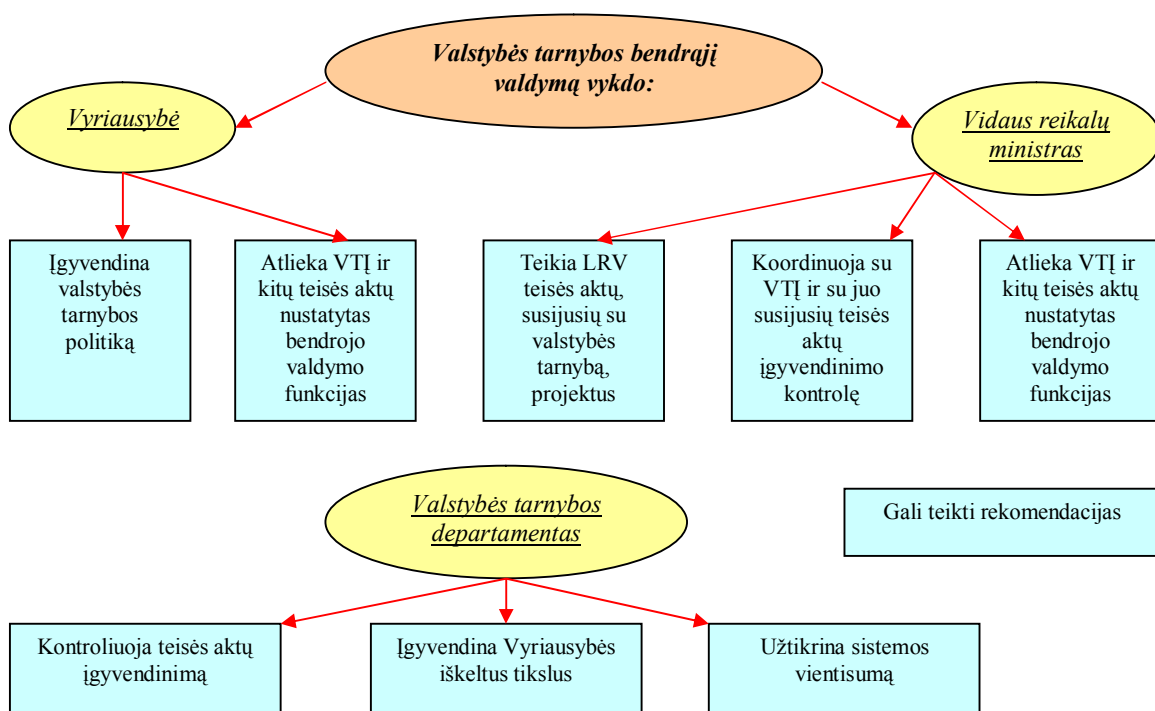 Valstybės tarnybos bendrąjį
valdymą vykdo:
Vyriausybė
Vidaus reikalų
ministras
Įgyvendina
valstybės
tarnybos
politiką
Atlieka VTĮ ir
kitų teisės aktų
nustatytas
bendrojo
valdymo
funkcijas
Teikia LRV
teisės aktų,
susijusių su
valstybės
tarnybą,
projektus
Koordinuoja su
VTĮ ir su juo
susijusių teisės
aktų
įgyvendinimo
kontrolę
Atlieka VTĮ ir
kitų teisės aktų
nustatytas
bendrojo
valdymo
funkcijas
Valstybės tarnybos
departamentas
Gali teikti rekomendacijas
Kontroliuoja teisės aktų
įgyvendinimą
Įgyvendina Vyriausybės
iškeltus tikslus
Užtikrina sistemos
vientisumą